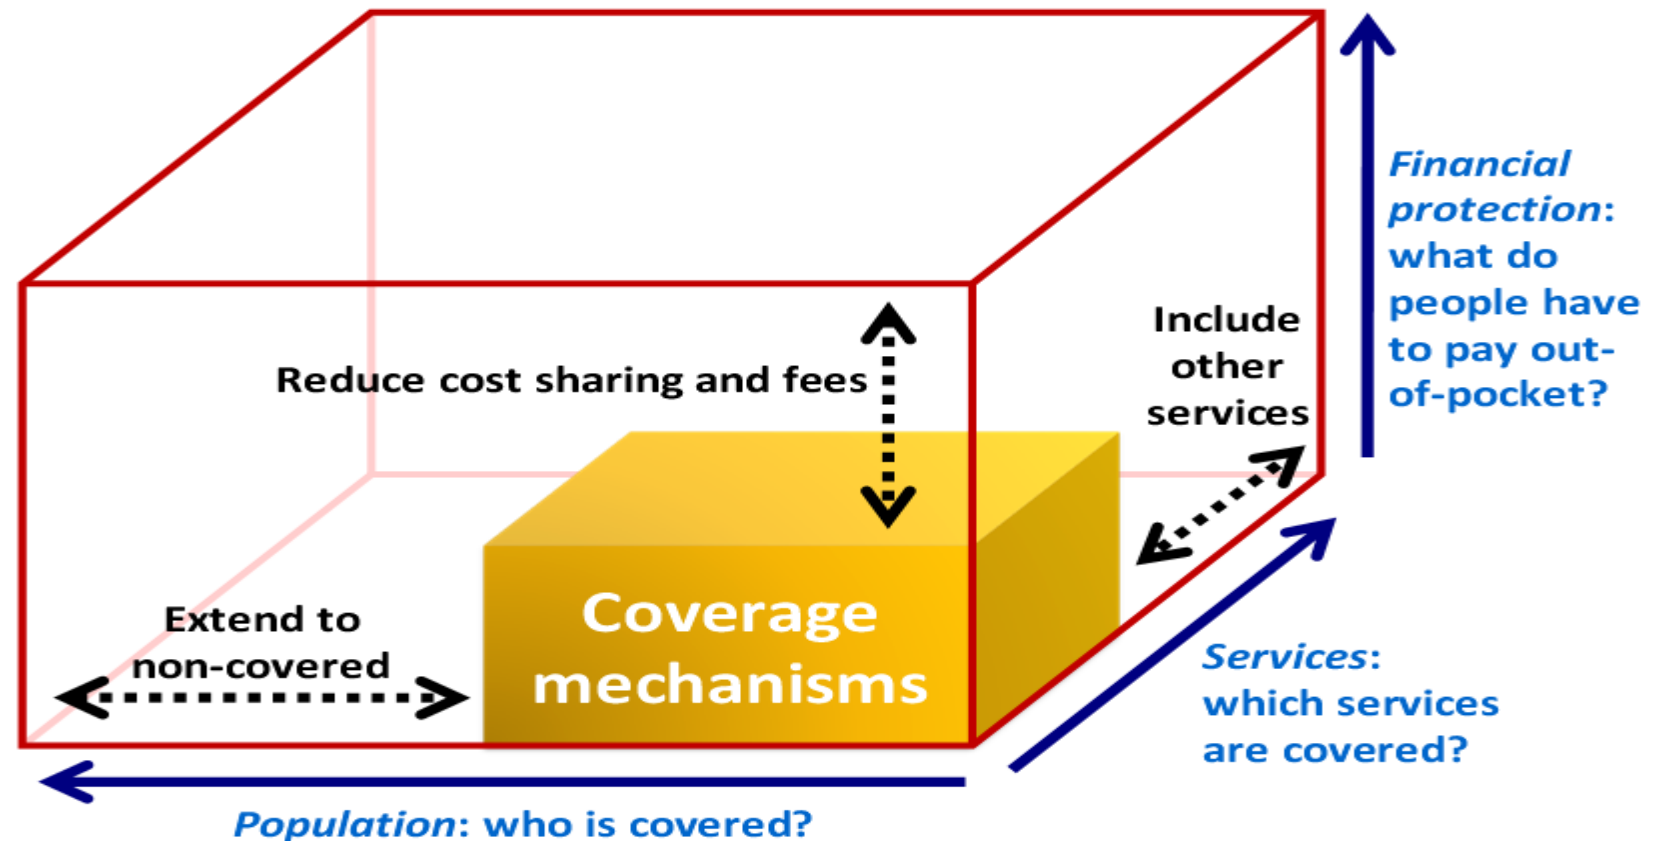 Financial
protection:
what do
people have
to pay out-
of-pocket?
Include
other
services
Reduce cost sharing and fees
Extend to
non-covered
Coverage
mechanisms
Services:
which services
are covered?
Population: who is covered?